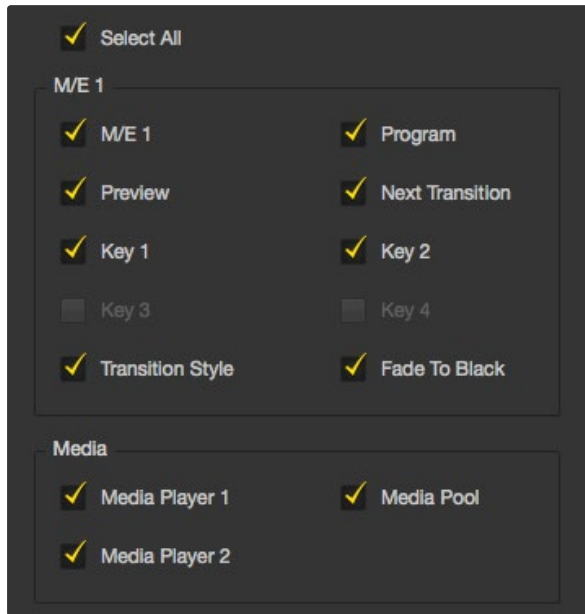 Select All
M/E 1
M/E 1 Program
Preview Next Transition
Key 1 Key 2
Key 3 Key 4
Transition Style Fade To Black
Media
Media Player 1 Media Pool
Media Player 2